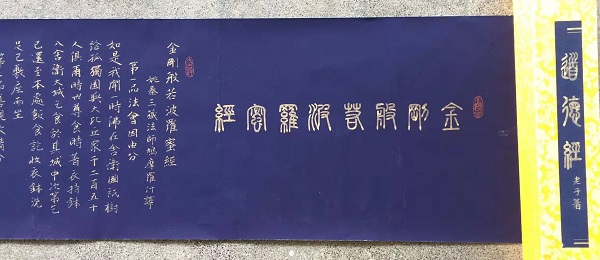 道德經
老子著
金剛般若波羅蜜經
金剛般若波羅蜜經
姚秦三藏法師鳩摩羅什譯
第一品法會因由分
如是我聞一時佛在舍衛國祇樹
給孤獨園與大比丘眾千二百五十
人俱爾時世尊食時著衣持鉢
入舍衛大城乞食於其城中次第乞
已還至本處飯食訖收衣鉢洗
足已敷座而坐